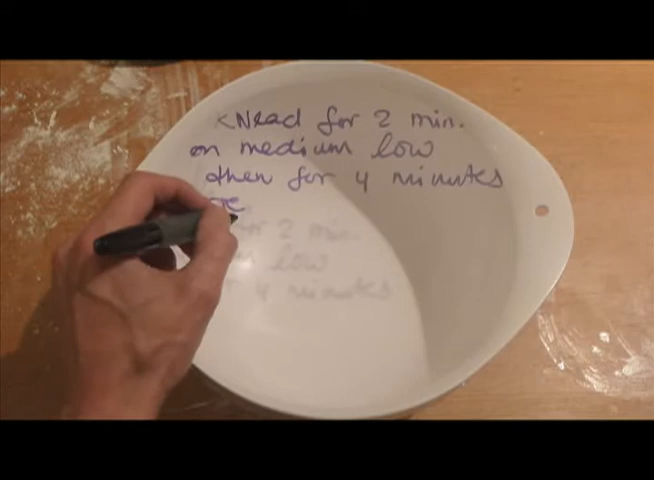 kNead for 2 min.
on medium low
then for 4 minutes